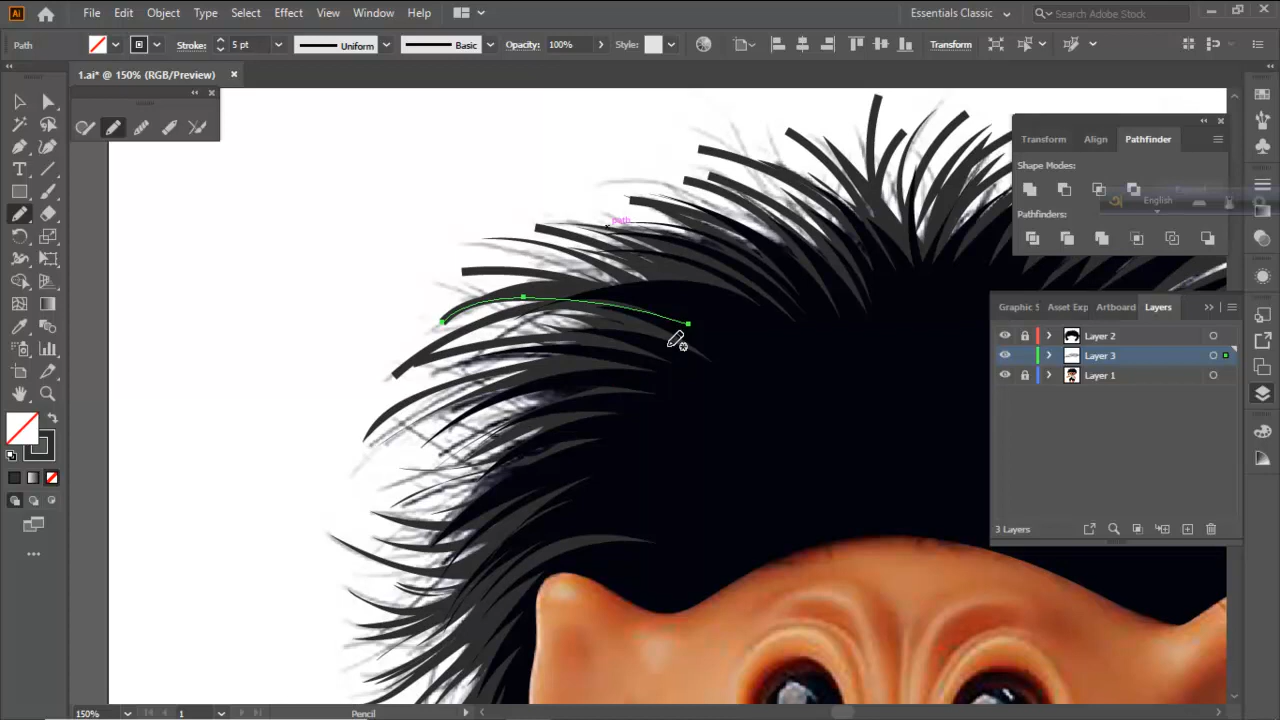 Ai File Edit Object Type Select Effect View Window Help Essentials Classic Search Adobe Stock
Path Stroke: 5 pt Uniform Basic Opacity: 100% Style: Transform
1.ai* @ 150% (RGB/Preview)
Transform Align Pathfinder
Shape Modes:
English
Pathfinders:
path
Graphic S Asset Exp Artboard Layers
Layer 2
Layer 3
Layer 1
3 Layers
150% 1 Pencil